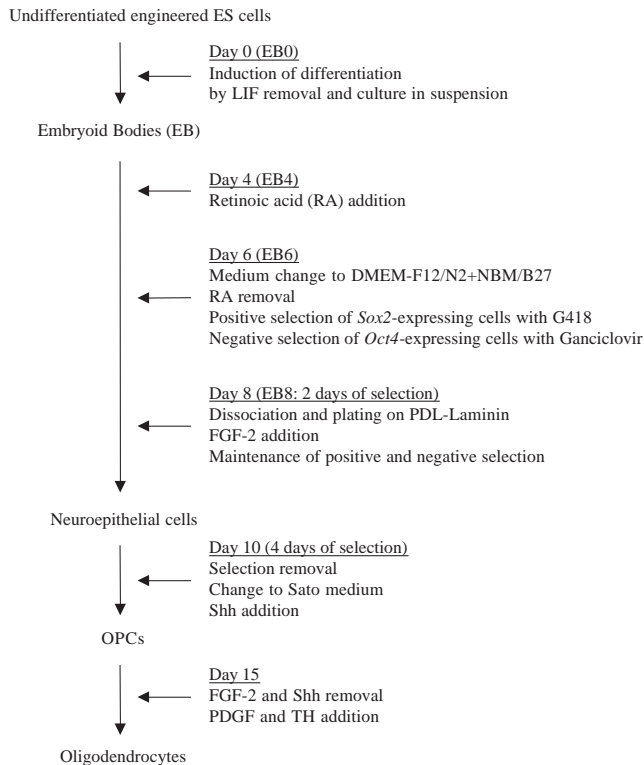 Undifferentiated engineered ES cells
Day 0 (EB0)
Induction of differentiation
by LIF removal and culture in suspension
Embryoid Bodies (EB)
Day 4 (EB4)
Retinoic acid (RA) addition
Day 6 (EB6)
Medium change to DMEM-F12/N2+NBM/B27
RA removal
Positive selection of Sox2-expressing cells with G418
Negative selection of Oct4-expressing cells with Ganciclovir
Day 8 (EB8: 2 days of selection)
Dissociation and plating on PDL-Laminin
FGF-2 addition
Maintenance of positive and negative selection
Neuroepithelial cells
Day 10 (4 days of selection)
Selection removal
Change to Sato medium
Shh addition
OPCs
Day 15
FGF-2 and Shh removal
PDGF and TH addition
Oligodendrocytes